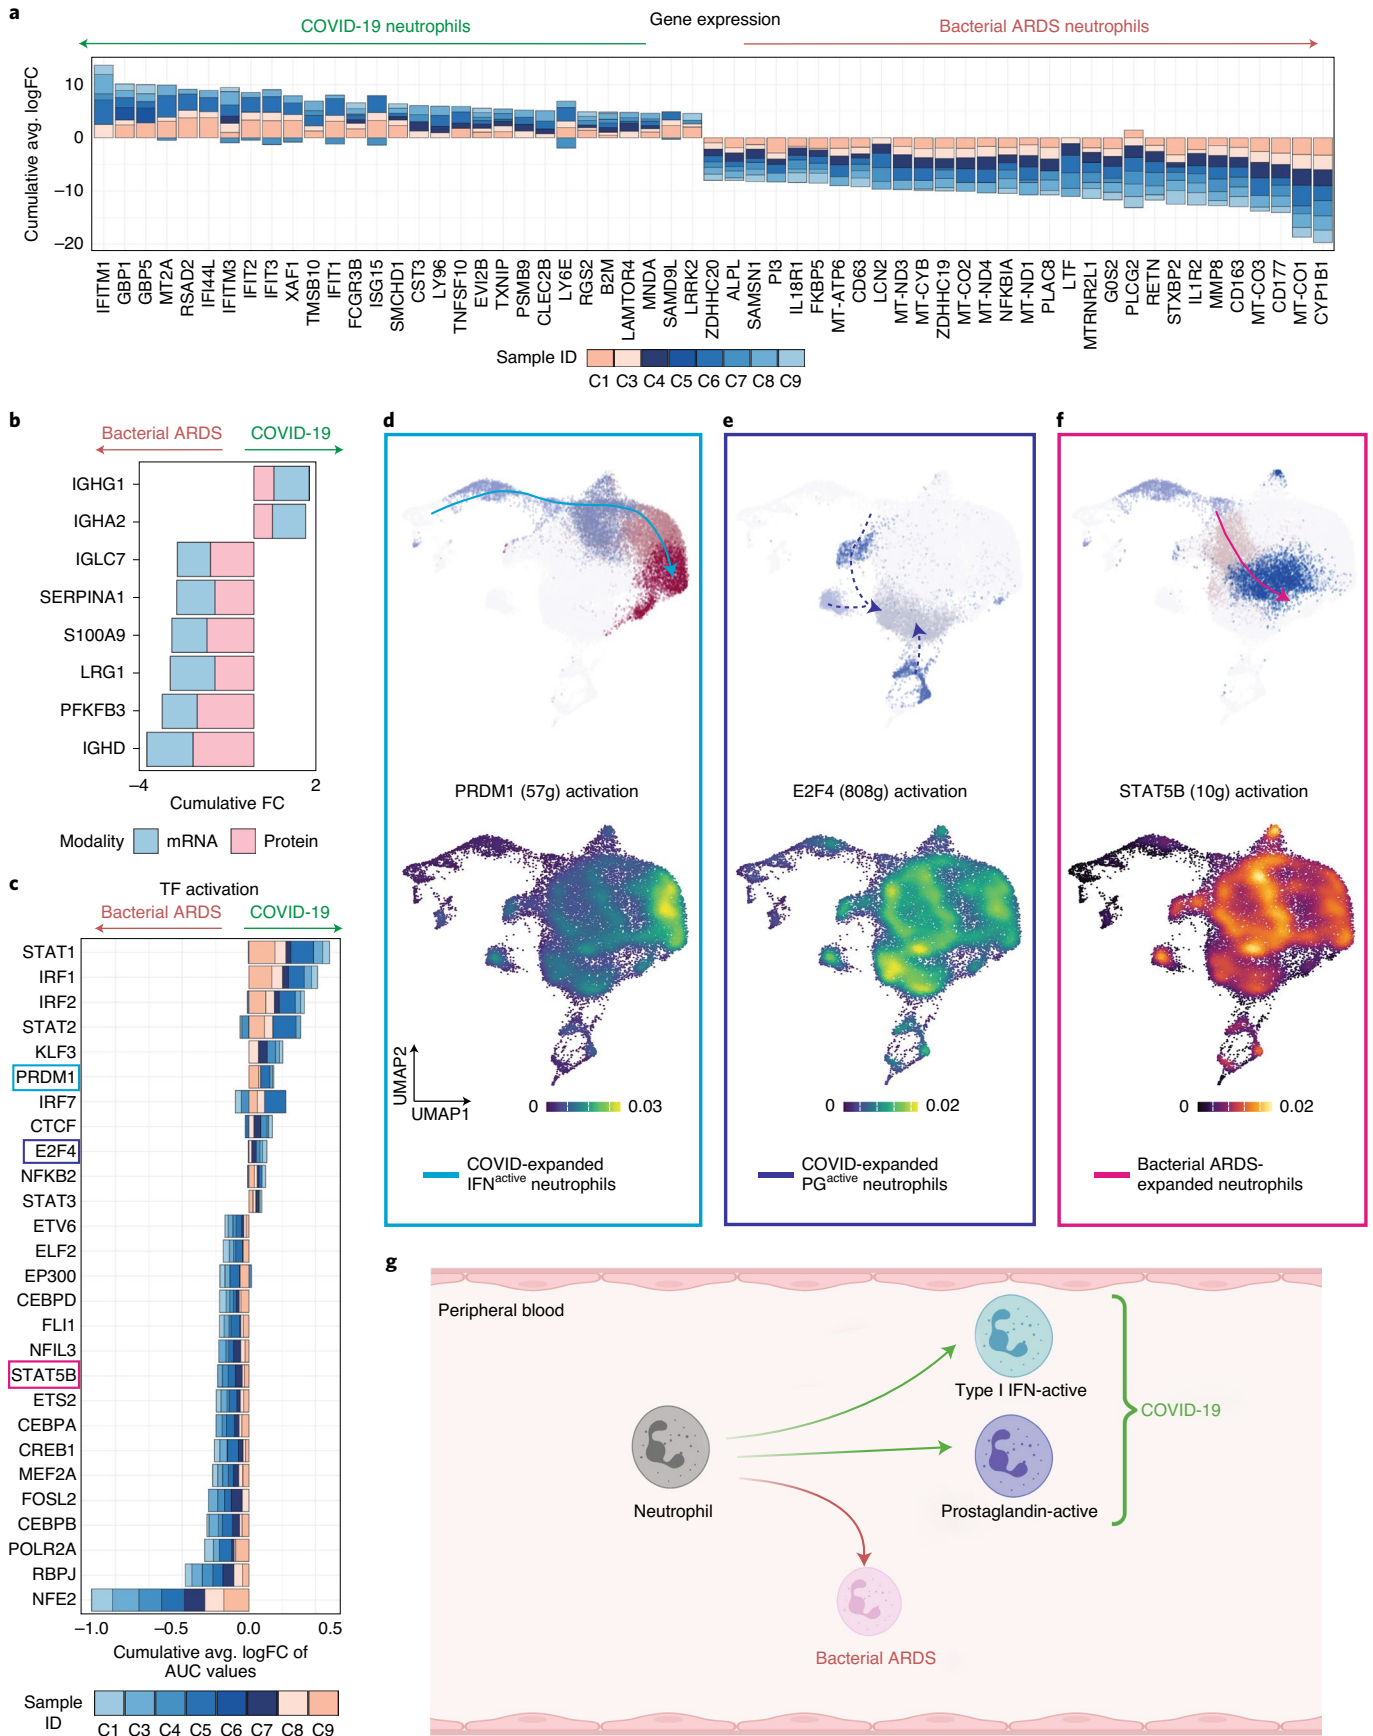 a
Gene expression
COVID-19 neutrophils
Bacterial ARDS neutrophils
Cumulative avg. logFC
10
0
−10
−20
IFITM1
GBP1
GBP5
MT2A
RSAD2
IFI44L
IFITM3
IFIT2
IFIT3
XAF1
TMSB10
IFIT1
FCGR3B
ISG15
SMCHD1
CST3
LY96
TNFSF10
EVI2B
TXNIP
PSMB9
CLEC2B
LY6E
RGS2
B2M
LAMTOR4
MNDA
SAMD9L
LRRK2
ZDHHC20
ALPL
SAMSN1
PI3
IL18R1
FKBP5
MT-ATP6
CD63
LCN2
MT-ND3
MT-CYB
ZDHHC19
MT-CO2
MT-ND4
NFKBIA
MT-ND1
PLAC8
LTF
MTRNR2L1
G0S2
PLCG2
RETN
STXBP2
IL1R2
MMP8
CD163
MT-CO3
CD177
MT-CO1
CYP1B1
Sample ID
C1 C3 C4 C5 C6 C7 C8 C9
b
Bacterial ARDS COVID-19
IGHG1
IGHA2
IGLC7
SERPINA1
S100A9
LRG1
PFKFB3
IGHD
−4 2
Cumulative FC
Modality mRNA Protein
c
TF activation
Bacterial ARDS COVID-19
STAT1
IRF1
IRF2
STAT2
KLF3
PRDM1
IRF7
CTCF
E2F4
NFKB2
STAT3
ETV6
ELF2
EP300
CEBPD
FLI1
NFIL3
STAT5B
ETS2
CEBPA
CREB1
MEF2A
FOSL2
CEBPB
POLR2A
RBPJ
NFE2
−1.0 −0.5 0.0 0.5
Cumulative avg. logFC of
AUC values
Sample
ID
C1 C3 C4 C5 C6 C7 C8 C9
d
PRDM1 (57g) activation
UMAP2
UMAP1
0 0.03
COVID-expanded
IFNactive neutrophils
e
E2F4 (808g) activation
0 0.02
COVID-expanded
PGactive neutrophils
f
STAT5B (10g) activation
0 0.02
Bacterial ARDS-
expanded neutrophils
g
Peripheral blood
Type I IFN-active
COVID-19
Neutrophil
Prostaglandin-active
Bacterial ARDS